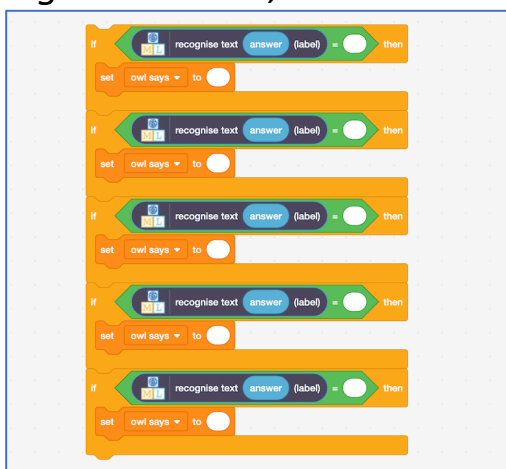 if recognise text answer (label) = then
set owl says to
if recognise text answer (label) = then
set owl says to
if recognise text answer (label) = then
set owl says to
if recognise text answer (label) = then
set owl says to
if recognise text answer (label) = then
set owl says to